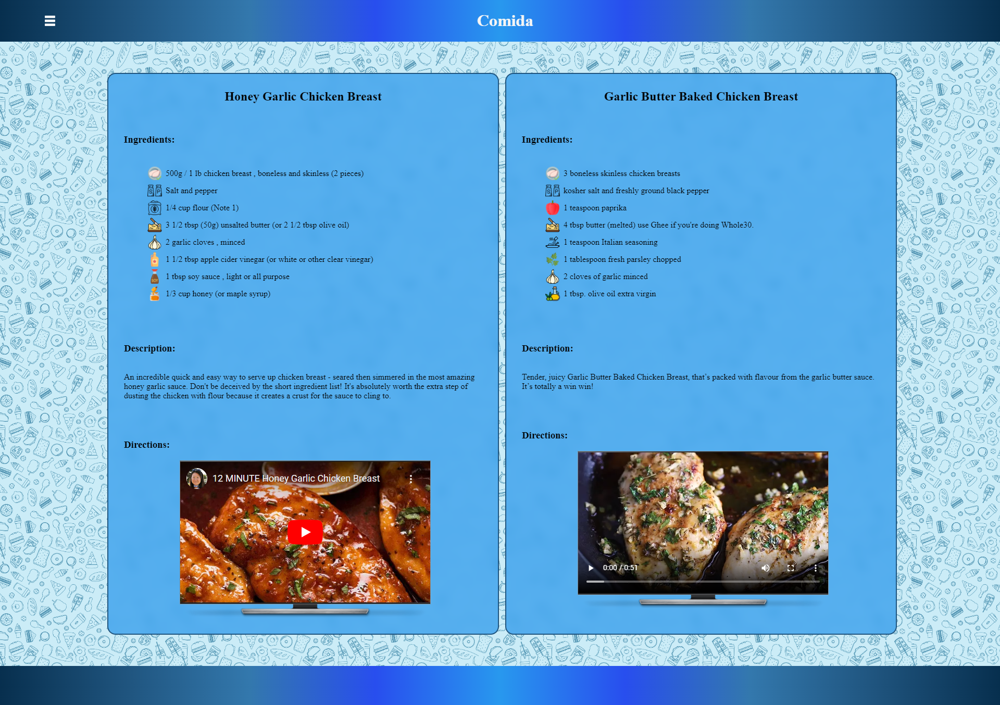 Comida
Honey Garlic Chicken Breast
Ingredients:
500g / 1 lb chicken breast , boneless and skinless (2 pieces)
S P Salt and pepper
1/4 cup flour (Note 1)
3 1/2 tbsp (50g) unsalted butter (or 2 1/2 tbsp olive oil)
2 garlic cloves , minced
1 1/2 tbsp apple cider vinegar (or white or other clear vinegar)
SOY 1 tbsp soy sauce , light or all purpose
1/3 cup honey (or maple syrup)
Description:
An incredible quick and easy way to serve up chicken breast - seared then simmered in the most amazing
honey garlic sauce. Don't be deceived by the short ingredient list! It's absolutely worth the extra step of
dusting the chicken with flour because it creates a crust for the sauce to cling to.
Directions:
12 MINUTE Honey Garlic Chicken Breast
Garlic Butter Baked Chicken Breast
Ingredients:
3 boneless skinless chicken breasts
S P kosher salt and freshly ground black pepper
1 teaspoon paprika
4 tbsp butter (melted) use Ghee if you're doing Whole30.
1 teaspoon Italian seasoning
1 tablespoon fresh parsley chopped
2 cloves of garlic minced
1 tbsp. olive oil extra virgin
Description:
Tender, juicy Garlic Butter Baked Chicken Breast, that’s packed with flavour from the garlic butter sauce.
It’s totally a win win!
Directions:
0:00 / 0:51